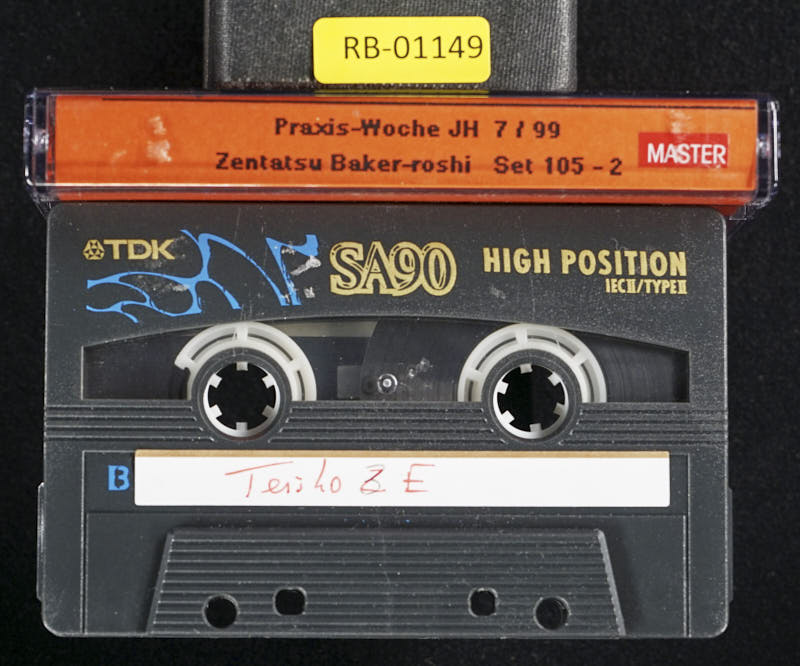 RB-01149
Praxis-Woche JH 7/99
Zentatsu Baker-roshi Set 105-2
MASTER
TDK
SA90
HIGH POSITION
IECII/TYPEII
B
Teisho E